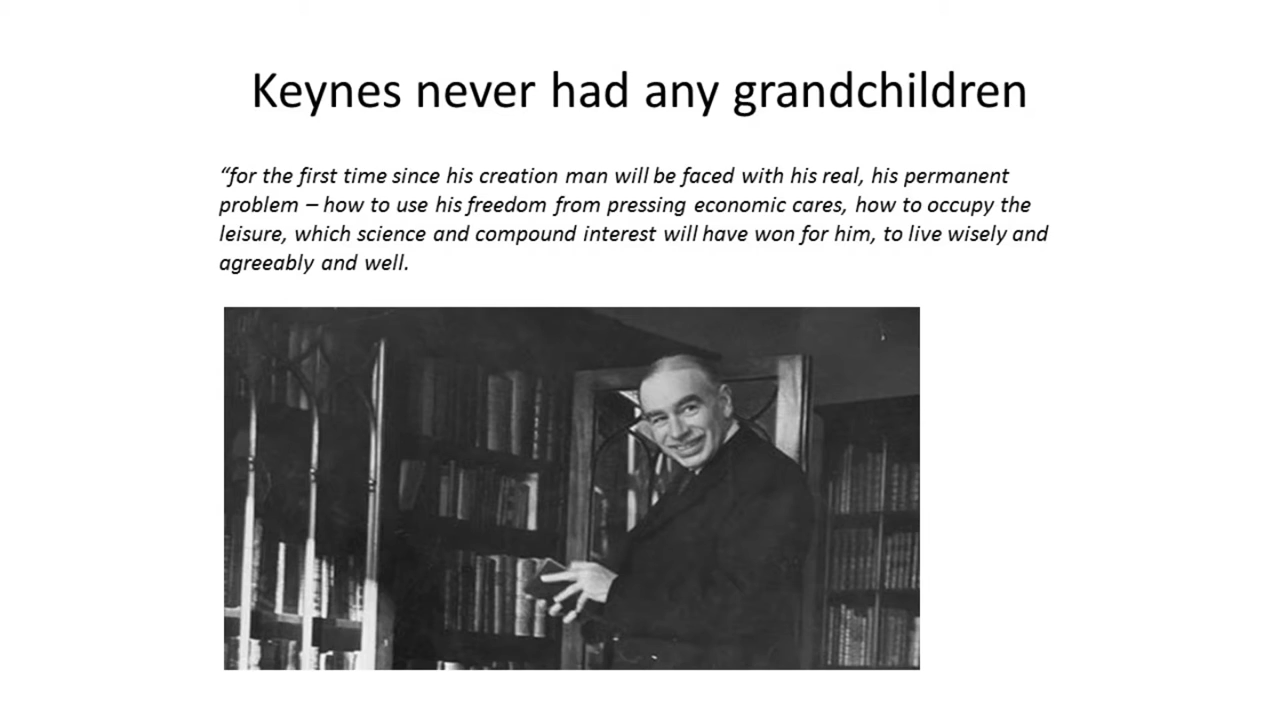 Keynes never had any grandchildren
“for the first time since his creation man will be faced with his real, his permanent
problem – how to use his freedom from pressing economic cares, how to occupy the
leisure, which science and compound interest will have won for him, to live wisely and
agreeably and well.